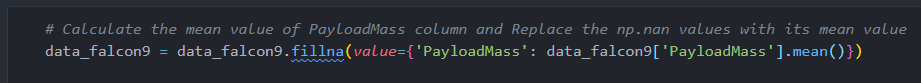 # Calculate the mean value of PayloadMass column and Replace the np.nan values with its mean value
data_falcon9 = data_falcon9.fillna(value={'PayloadMass': data_falcon9['PayloadMass'].mean()})